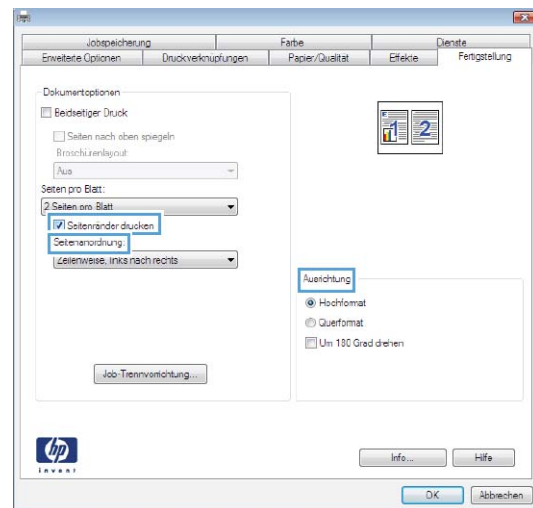 Jobspeicherung Farbe Dienste
Erweiterte Optionen Druckverknüpfungen Papier/Qualität Effekte Fertigstellung
Dokumentoptionen
Beidseitiger Druck
Seiten nach oben spiegeln
Broschürenlayout:
Aus
Seiten pro Blatt:
2 Seiten pro Blatt
Seitenränder drucken
Seitenanordnung:
Zeilenweise, links nach rechts
Job-Trennvorrichtung...
1 2
Ausrichtung
Hochformat
Querformat
Um 180 Grad drehen
hp
invent
Info... Hilfe
OK Abbrechen